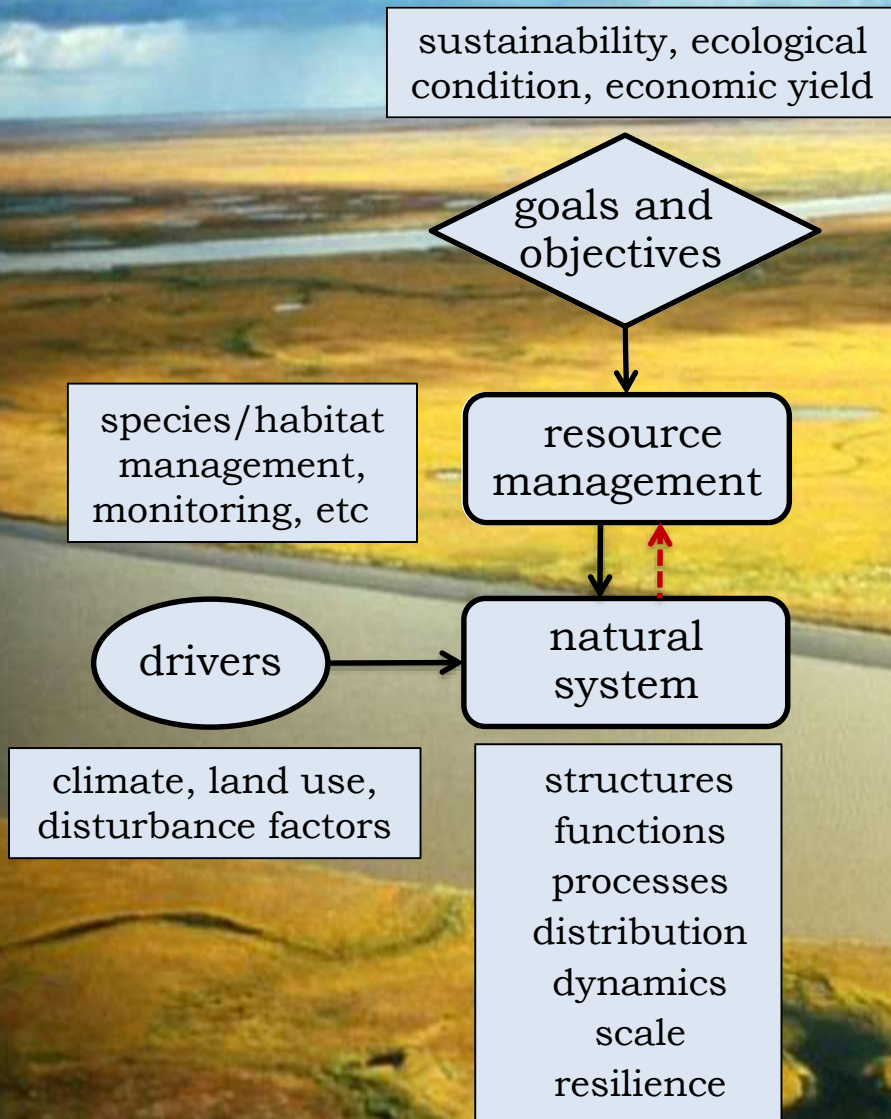 sustainability, ecological
condition, economic yield
goals and
objectives
species/habitat
management,
monitoring, etc
resource
management
drivers
natural
system
climate, land use,
disturbance factors
structures
functions
processes
distribution
dynamics
scale
resilience